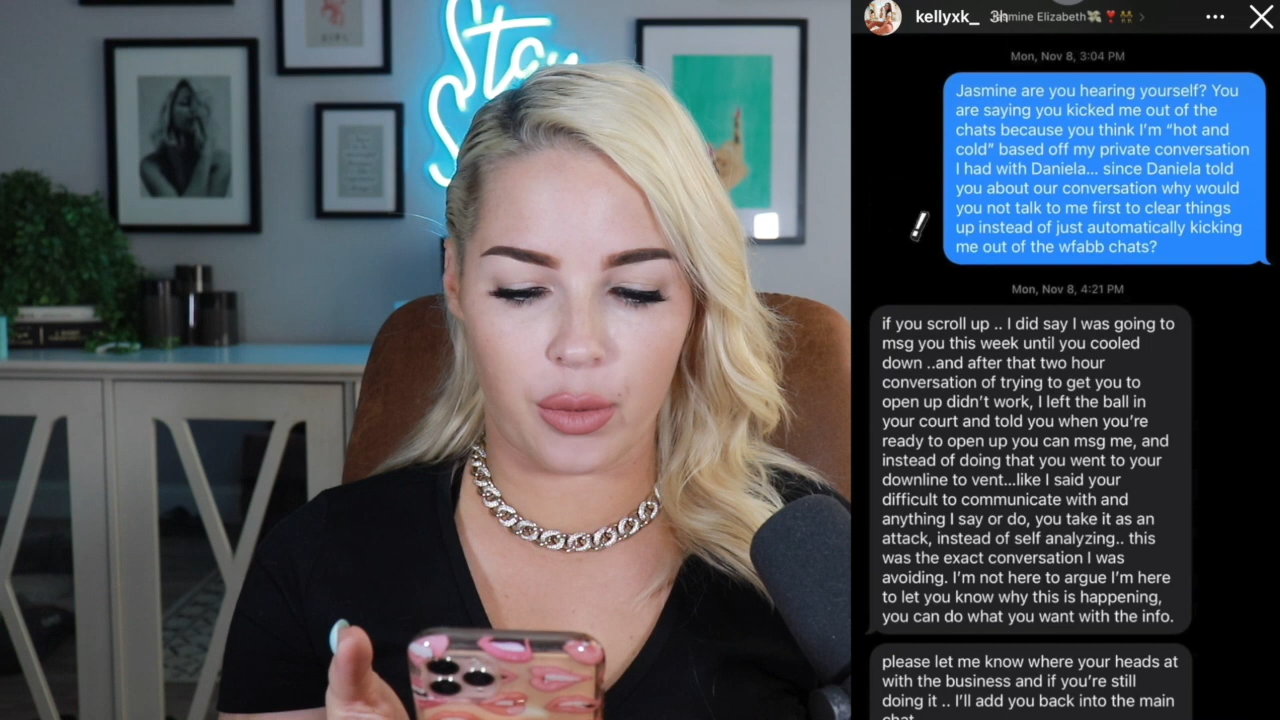 Stay
S
GIRL
kellyxk_ 3h
Jasmine Elizabeth
Mon, Nov 8, 3:04 PM
Jasmine are you hearing yourself? You
are saying you kicked me out of the
chats because you think I'm "hot and
cold" based off my private conversation
I had with Daniela... since Daniela told
you about our conversation why would
you not talk to me first to clear things
up instead of just automatically kicking
me out of the wfabb chats?
Mon, Nov 8, 4:21 PM
if you scroll up .. I did say I was going to
msg you this week until you cooled
down ..and after that two hour
conversation of trying to get you to
open up didn't work, I left the ball in
your court and told you when you're
ready to open up you can msg me, and
instead of doing that you went to your
downline to vent...like I said your
difficult to communicate with and
anything I say or do, you take it as an
attack, instead of self analyzing.. this
was the exact conversation I was
avoiding. I'm not here to argue I'm here
to let you know why this is happening,
you can do what you want with the info.
please let me know where your heads at
with the business and if you're still
doing it .. I'll add you back into the main
chat